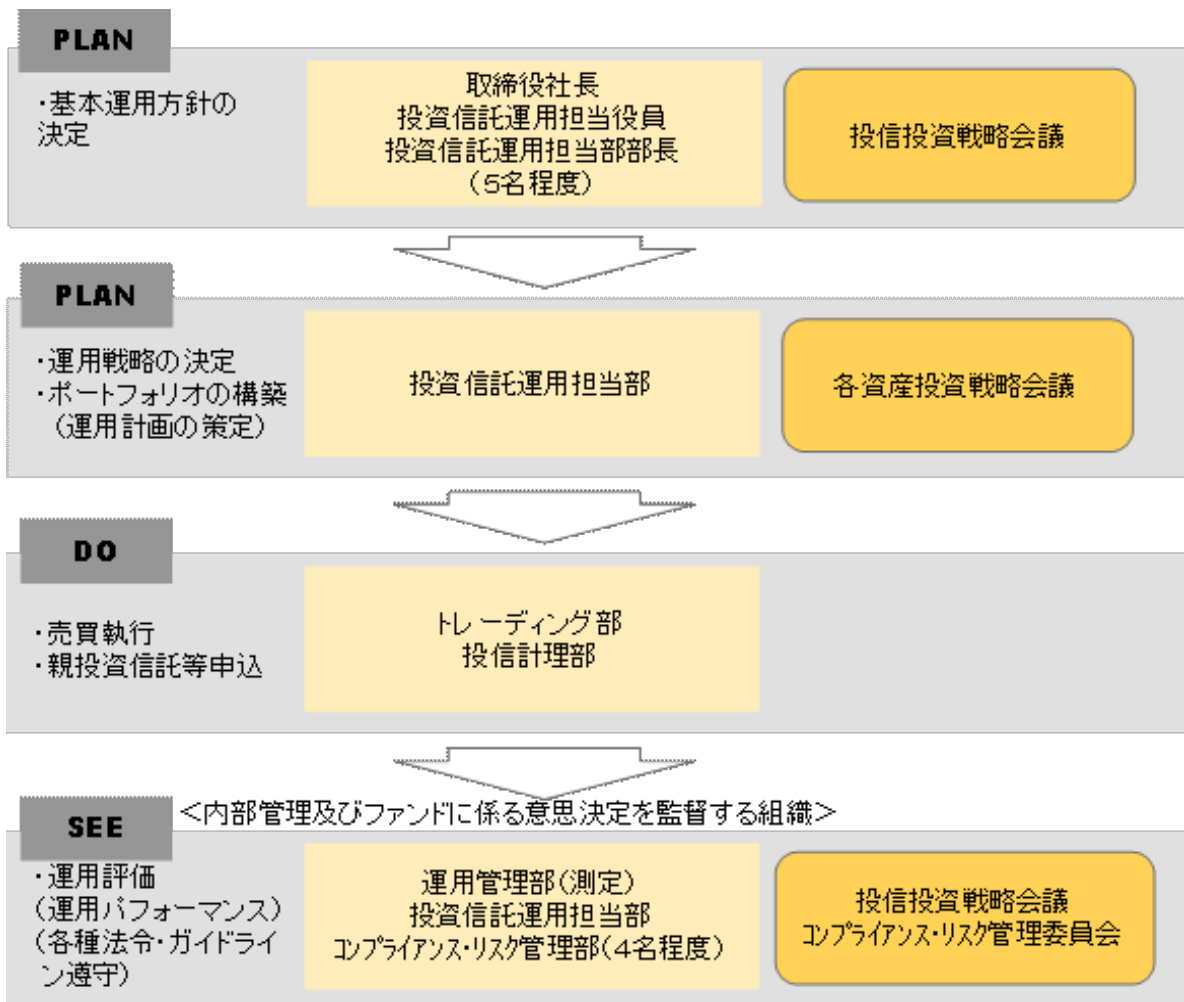 PLAN
・基本運用方針の
決定
取締役社長
投資信託運用担当役員
投資信託運用担当部部長
(5名程度)
投信投資戦略会議
PLAN
・運用戦略の決定
・ポートフォリオの構築
(運用計画の策定)
投資信託運用担当部
各資産投資戦略会議
DO
・売買執行
・親投資信託等申込
トレーディング部
投信計理部
SEE
<内部管理及びファンドに係る意思決定を監督する組織>
・運用評価
(運用パフォーマンス)
(各種法令・ガイドライ
ン遵守)
運用管理部(測定)
投資信託運用担当部
コンプライアンス・リスク管理部(4名程度)
投信投資戦略会議
コンプライアンス・リスク管理委員会